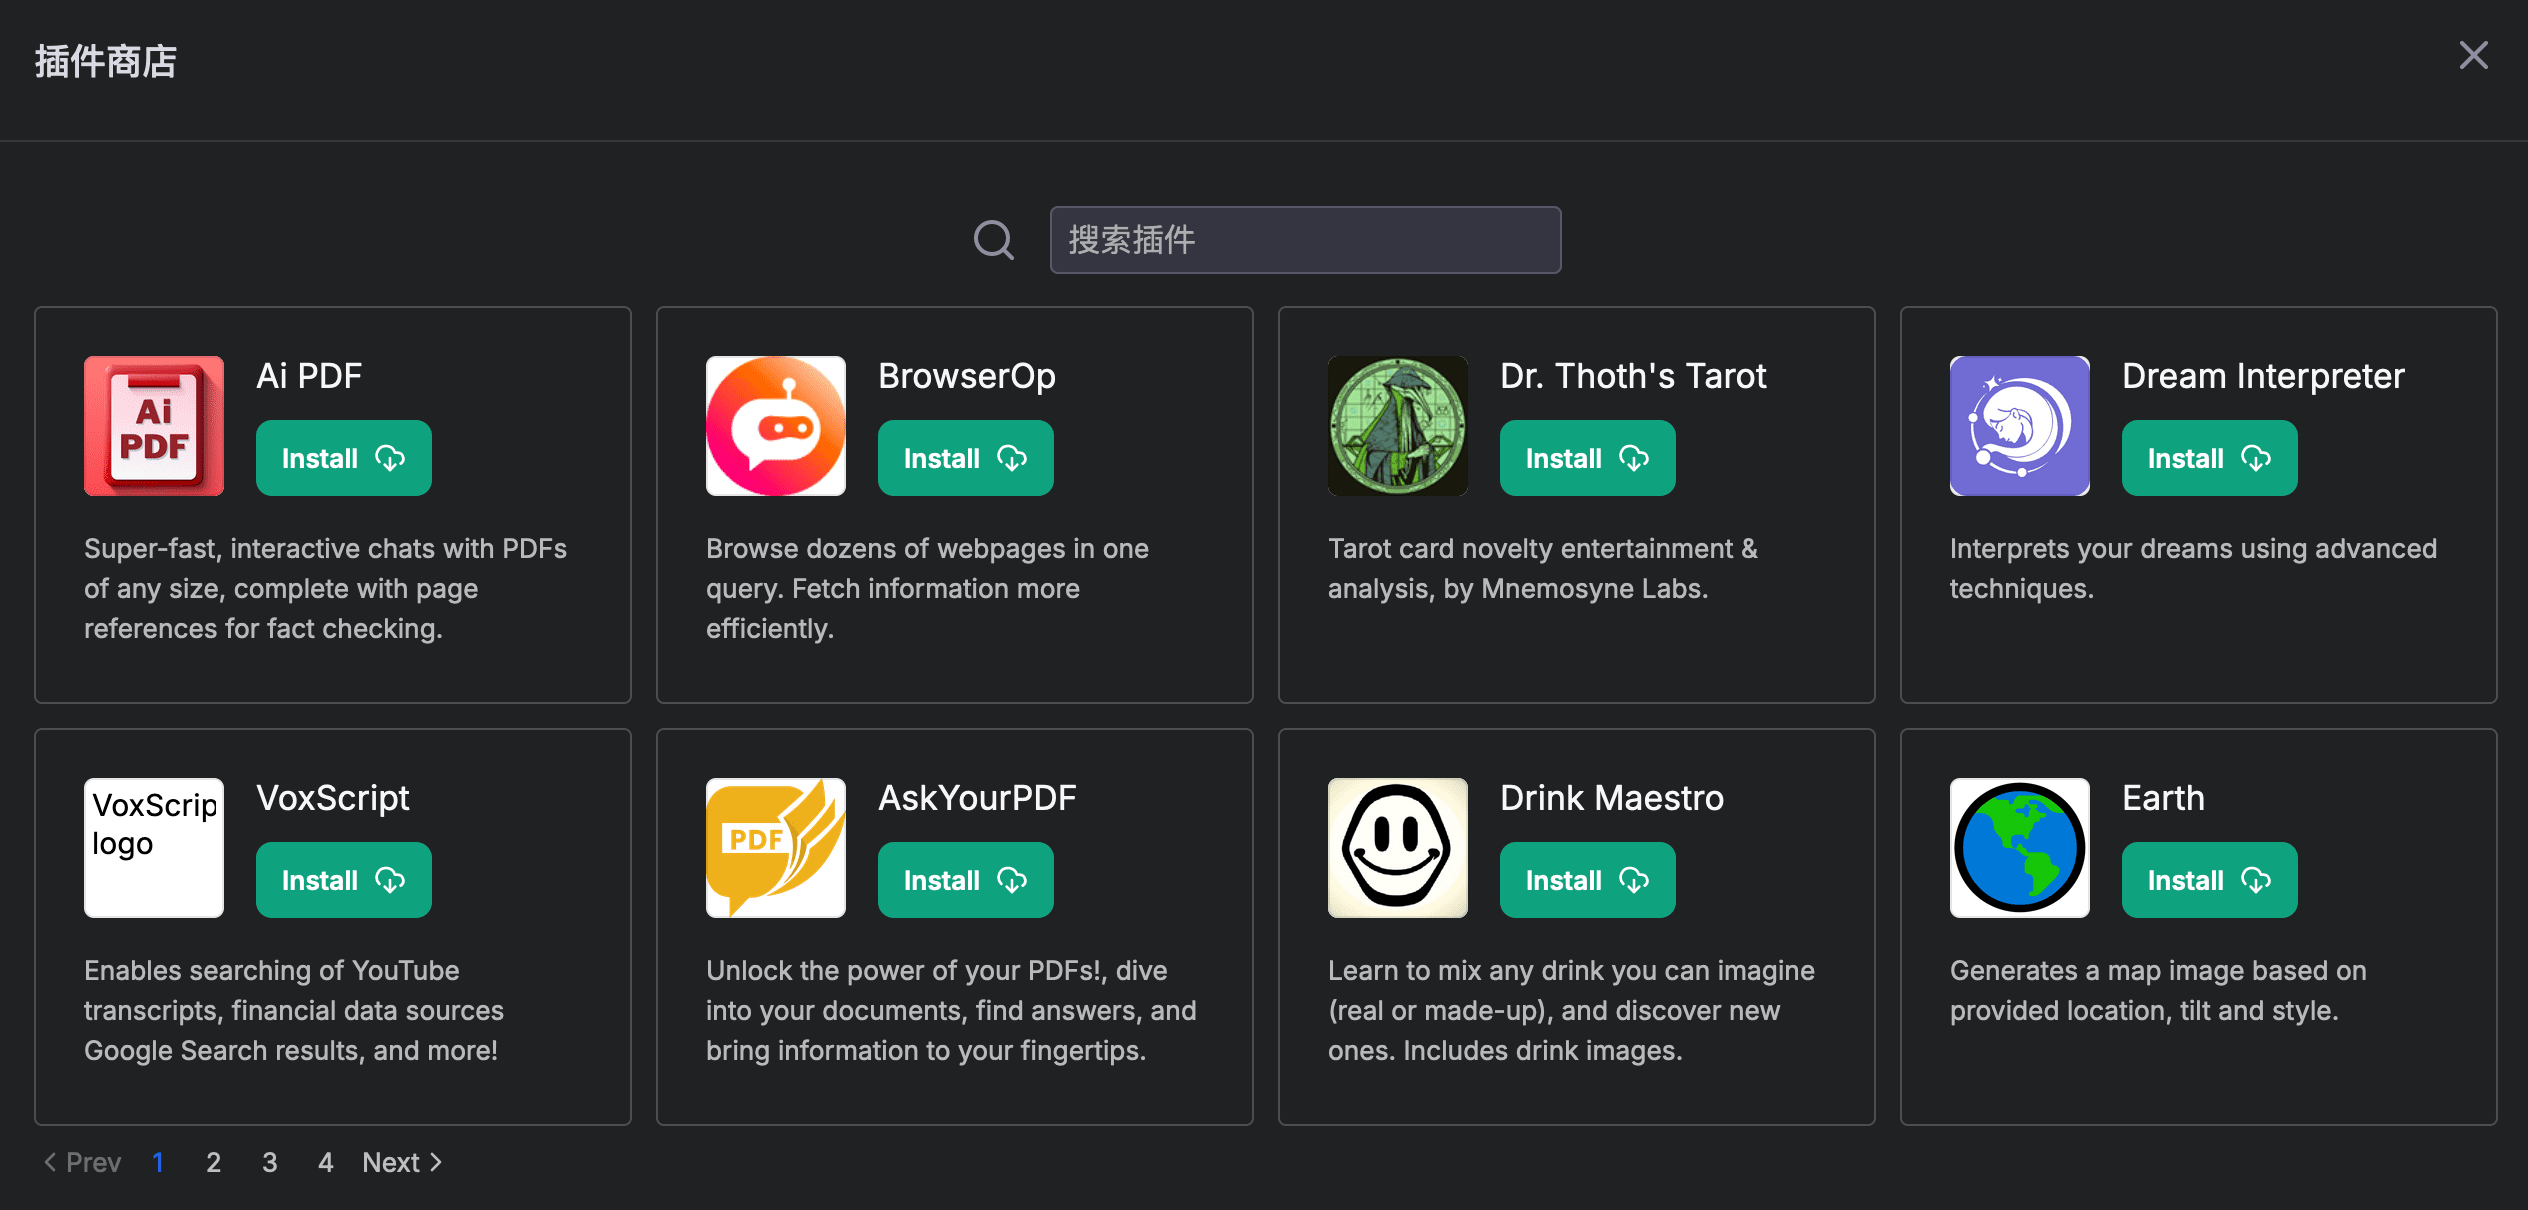 插件商店
搜索插件
Ai PDF
Ai
PDF
Install
Super-fast, interactive chats with PDFs
of any size, complete with page
references for fact checking.
BrowserOp
Install
Browse dozens of webpages in one
query. Fetch information more
efficiently.
Dr. Thoth's Tarot
Install
Tarot card novelty entertainment &
analysis, by Mnemosyne Labs.
Dream Interpreter
Install
Interprets your dreams using advanced
techniques.
VoxScrip
logo
VoxScript
Install
Enables searching of YouTube
transcripts, financial data sources
Google Search results, and more!
PDF
AskYourPDF
Install
Unlock the power of your PDFs!, dive
into your documents, find answers, and
bring information to your fingertips.
Drink Maestro
Install
Learn to mix any drink you can imagine
(real or made-up), and discover new
ones. Includes drink images.
Earth
Install
Generates a map image based on
provided location, tilt and style.
Prev 1 2 3 4 Next